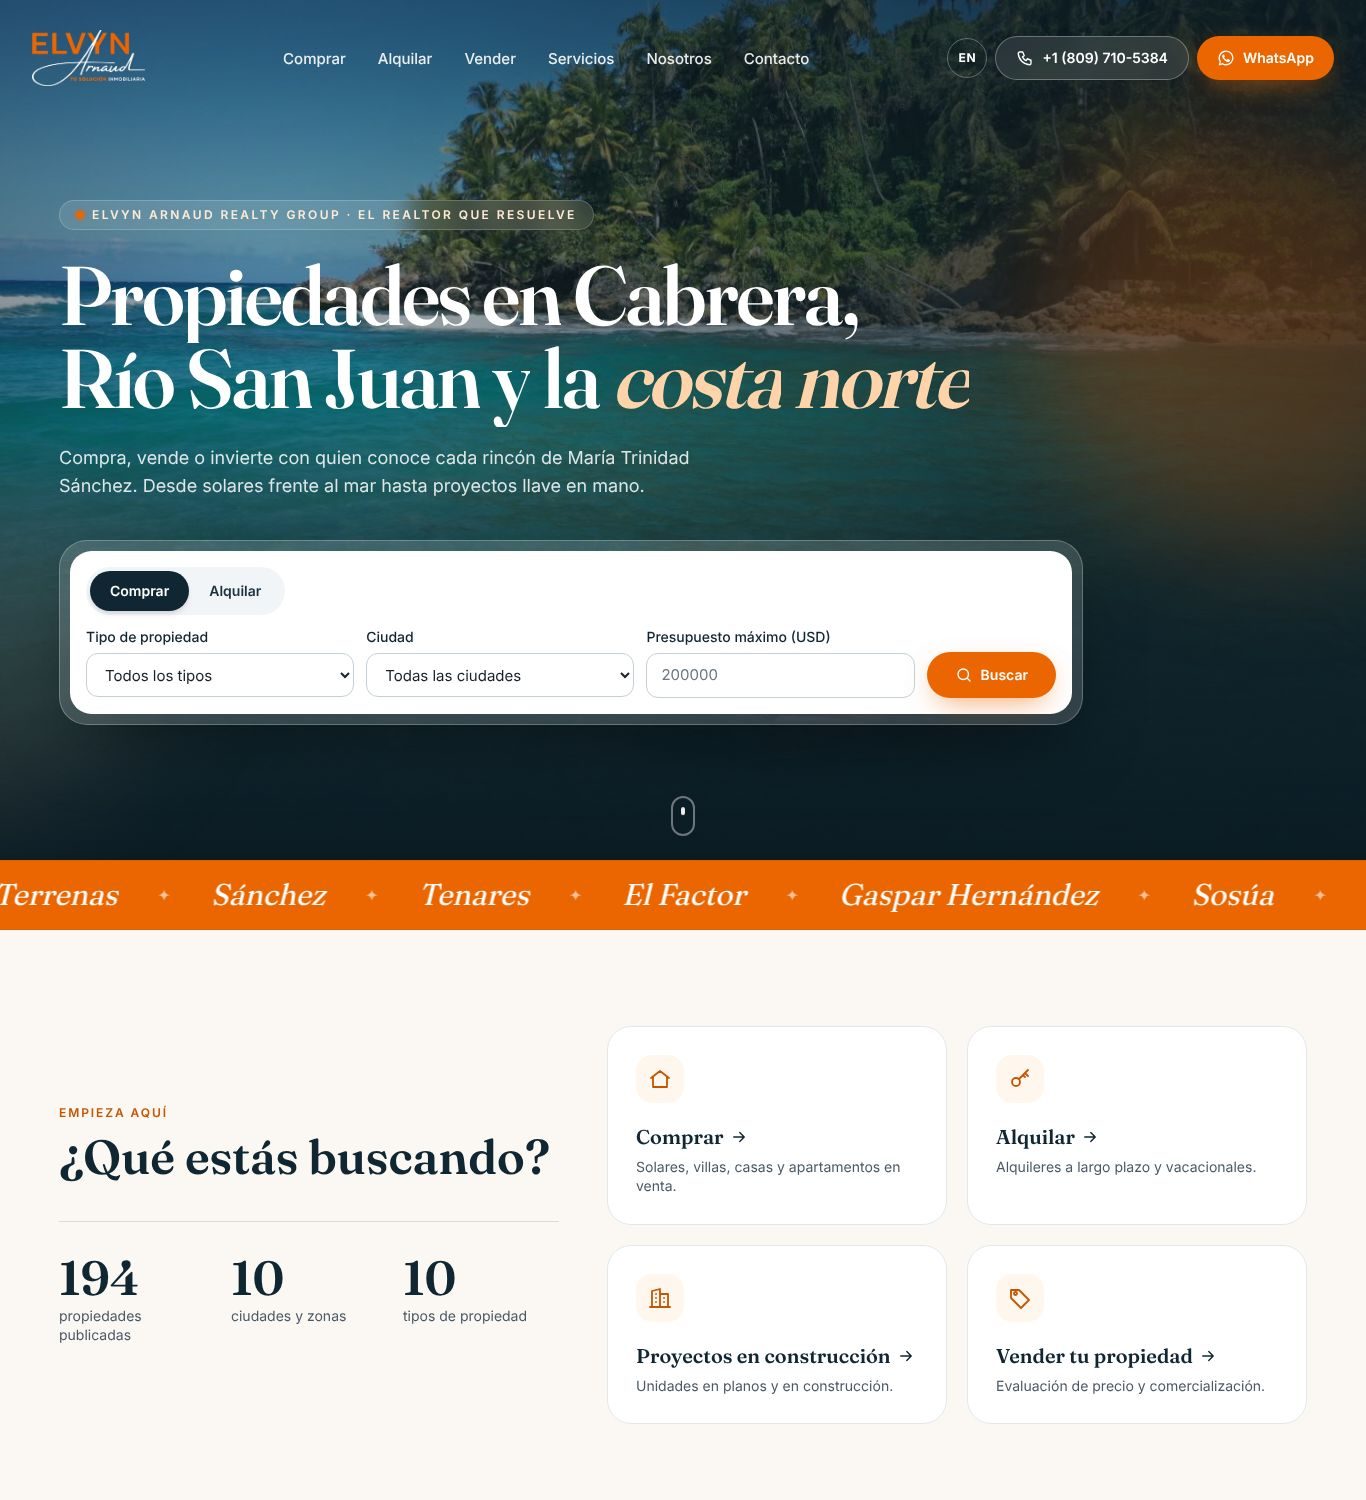 ELVYN
Arnaud
TU SOLUCIÓN INMOBILIARIA
Comprar
Alquilar
Vender
Servicios
Nosotros
Contacto
EN
+1 (809) 710-5384
WhatsApp
ELVYN ARNAUD REALTY GROUP · EL REALTOR QUE RESUELVE
Propiedades en Cabrera,
Río San Juan y la costa norte
Compra, vende o invierte con quien conoce cada rincón de María Trinidad
Sánchez. Desde solares frente al mar hasta proyectos llave en mano.
Comprar
Alquilar
Tipo de propiedad
Ciudad
Presupuesto máximo (USD)
Todos los tipos
Todas las ciudades
200000
Buscar
Terrenas ✦ Sánchez ✦ Tenares ✦ El Factor ✦ Gaspar Hernández ✦ Sosúa ✦
EMPIEZA AQUÍ
¿Qué estás buscando?
194
propiedades
publicadas
10
ciudades y zonas
10
tipos de propiedad
Comprar →
Solares, villas, casas y apartamentos en
venta.
Alquilar →
Alquileres a largo plazo y vacacionales.
Proyectos en construcción →
Unidades en planos y en construcción.
Vender tu propiedad →
Evaluación de precio y comercialización.